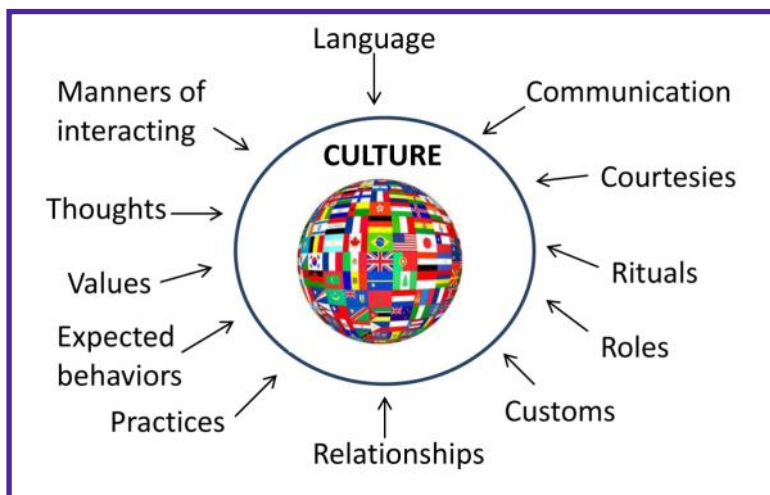 Language
Manners of
interacting
Communication
CULTURE
Thoughts
Courtesies
Values
Rituals
Expected
behaviors
Roles
Practices
Customs
Relationships